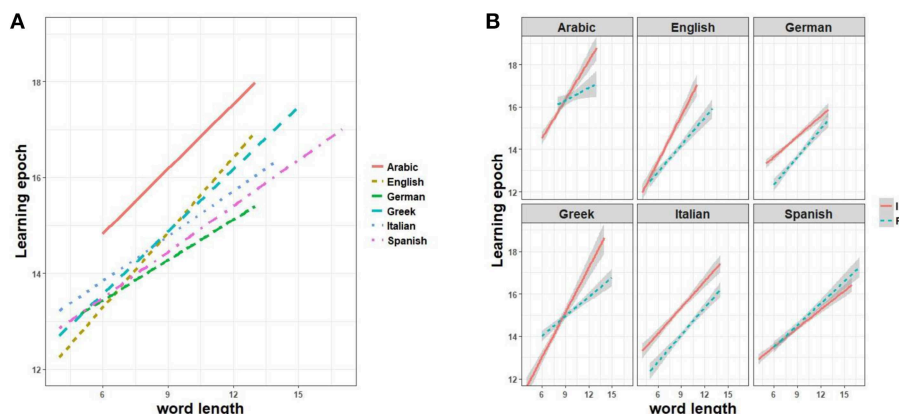 A
Learning epoch
18
16
14
12
6 9 12 15
word length
Arabic
English
German
Greek
Italian
Spanish
B
Learning epoch
Arabic English German
18
16
14
12
Greek Italian Spanish
18
16
14
12
6 9 12 15 6 9 12 15 6 9 12 15
word length